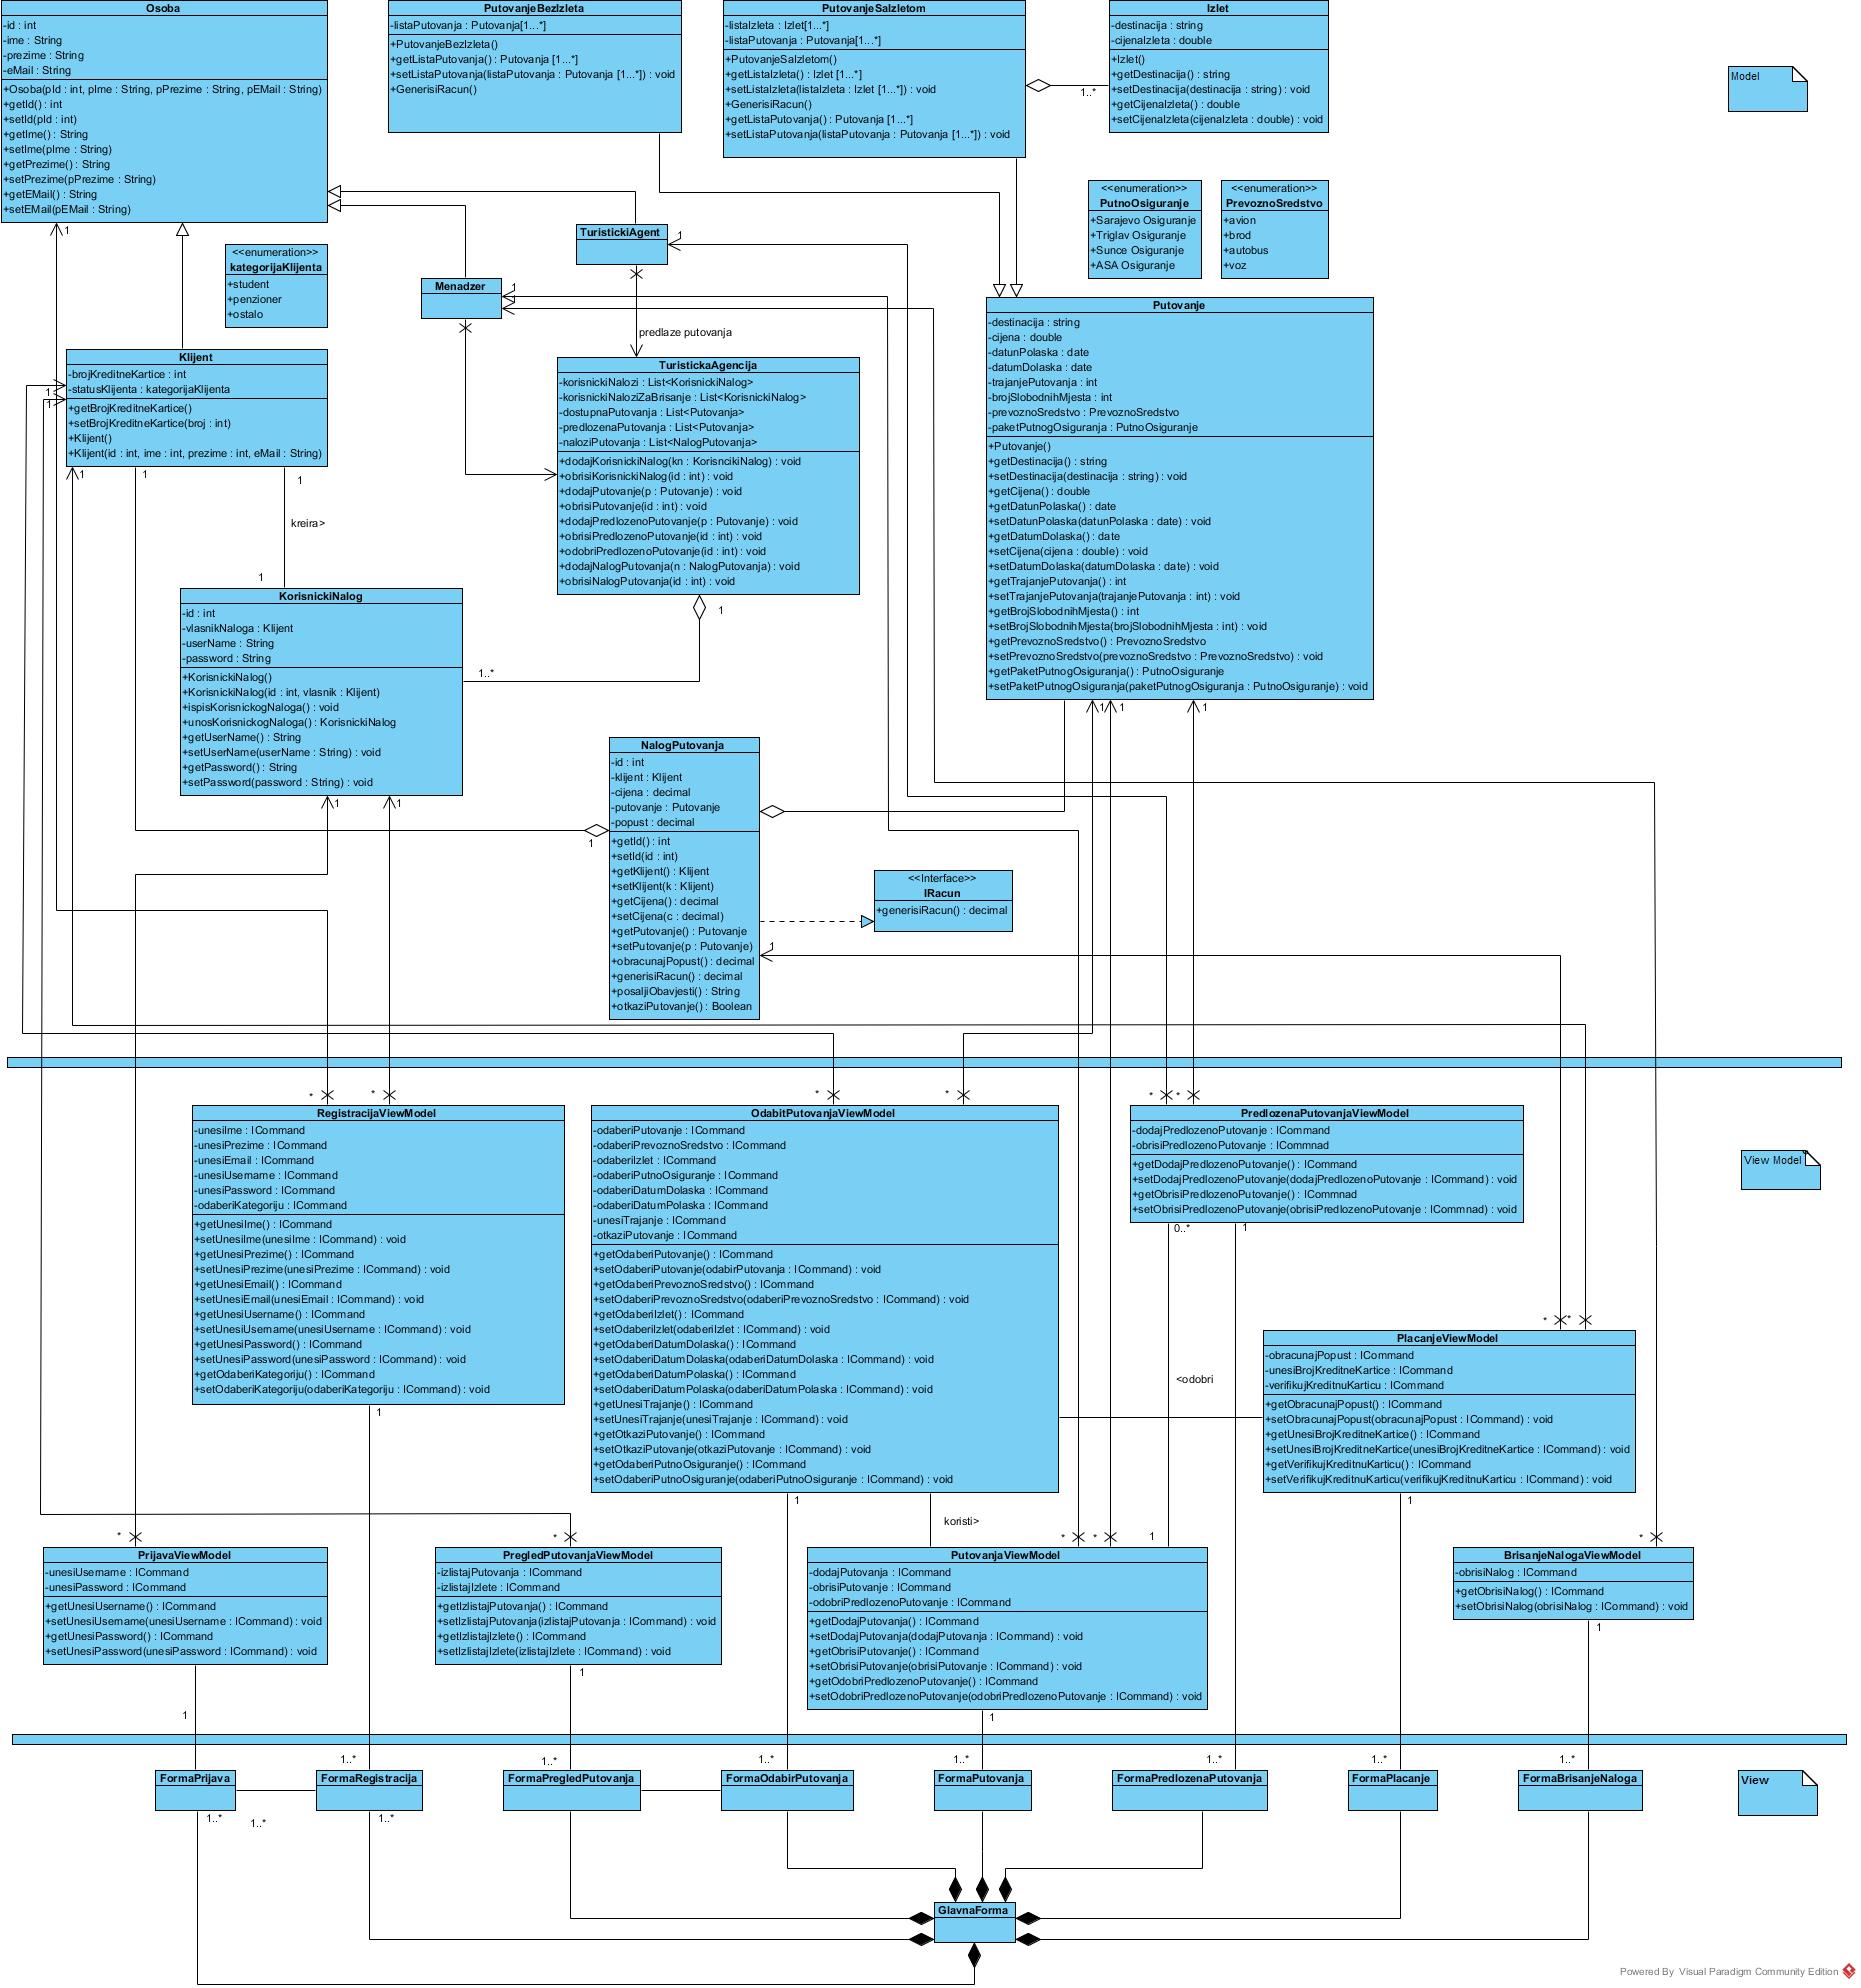 Osoba
-id : int
-ime : String
-prezime : String
-eMail : String
+Osoba(pId : int, pIme : String, pPrezime : String, pEMail : String)
+getId() : int
+setId(pId : int)
+getIme() : String
+setIme(pIme : String)
+getPrezime() : String
+setPrezime(pPrezime : String)
+getEMail() : String
+setEMail(pEMail : String)
PutovanjeBezIzleta
-listaPutovanja : Putovanja[1...*]
+PutovanjeBezIzleta()
+getListaPutovanja() : Putovanja [1...*]
+setListaPutovanja(listaPutovanja : Putovanja [1...*]) : void
+GenerisiRacun()
PutovanjeSaIzletom
-listaIzleta : Izlet[1...*]
-listaPutovanja : Putovanja[1...*]
+PutovanjeSaIzletom()
+getListaIzleta() : Izlet [1...*]
+setListaIzleta(listaIzleta : Izlet [1...*]) : void
+GenerisiRacun()
+getListaPutovanja() : Putovanja [1...*]
+setListaPutovanja(listaPutovanja : Putovanja [1...*]) : void
1..*
Izlet
-destinacija : string
-cijenaIzleta : double
+Izlet()
+getDestinacija() : string
+setDestinacija(destinacija : string) : void
+getCijenaIzleta() : double
+setCijenaIzleta(cijenaIzleta : double) : void
Model
<<enumeration>>
PutnoOsiguranje
+Sarajevo Osiguranje
+Triglav Osiguranje
+Sunce Osiguranje
+ASA Osiguranje
<<enumeration>>
PrevoznoSredstvo
+avion
+brod
+autobus
+voz
1
<<enumeration>>
kategorijaKlijenta
+student
+penzioner
+ostalo
TuristickiAgent
1
Menadzer
1
1
predlaze putovanja
Klijent
-brojKreditneKartice : int
-statusKlijenta : kategorijaKlijenta
+getBrojKreditneKartice()
+setBrojKreditneKartice(broj : int)
+Klijent()
+Klijent(id : int, ime : int, prezime : int, eMail : String)
1
1
1
1
1
kreira>
1
TuristickaAgencija
-korisnickiNalozi : List<KorisnickiNalog>
-korisnickiNaloziZaBrisanje : List<KorisnickiNalog>
-dostupnaPutovanja : List<Putovanja>
-predlozenaPutovanja : List<Putovanja>
-naloziPutovanja : List<NalogPutovanja>
+dodajKorisnickiNalog(kn : KorisncikiNalog) : void
+obrisiKorisnickiNalog(id : int) : void
+dodajPutovanje(p : Putovanje) : void
+obrisiPutovanje(id : int) : void
+dodajPredlozenoPutovanje(p : Putovanje) : void
+obrisiPredlozenoPutovanje(id : int) : void
+odobriPredlozenoPutovanje(id : int) : void
+dodajNalogPutovanja(n : NalogPutovanja) : void
+obrisiNalogPutovanja(id : int) : void
1
1..*
Putovanje
-destinacija : string
-cijena : double
-datunPolaska : date
-datumDolaska : date
-trajanjePutovanja : int
-brojSlobodnihMjesta : int
-prevoznoSredstvo : PrevoznoSredstvo
-paketPutnogOsiguranja : PutnoOsiguranje
+Putovanje()
+getDestinacija() : string
+setDestinacija(destinacija : string) : void
+getCijena() : double
+getDatunPolaska() : date
+setDatunPolaska(datunPolaska : date) : void
+getDatumDolaska() : date
+setCijena(cijena : double) : void
+setDatumDolaska(datumDolaska : date) : void
+getTrajanjePutovanja() : int
+setTrajanjePutovanja(trajanjePutovanja : int) : void
+getBrojSlobodnihMjesta() : int
+setBrojSlobodnihMjesta(brojSlobodnihMjesta : int) : void
+getPrevoznoSredstvo() : PrevoznoSredstvo
+setPrevoznoSredstvo(prevoznoSredstvo : PrevoznoSredstvo) : void
+getPaketPutnogOsiguranja() : PutnoOsiguranje
+setPaketPutnogOsiguranja(paketPutnogOsiguranja : PutnoOsiguranje) : void
1
1
1
KorisnickiNalog
-id : int
-vlasnikNaloga : Klijent
-userName : String
-password : String
+KorisnickiNalog()
+KorisnickiNalog(id : int, vlasnik : Klijent)
+ispisKorisnickogNaloga() : void
+unosKorisnickogNaloga() : KorisnickiNalog
+getUserName() : String
+setUserName(userName : String) : void
+getPassword() : String
+setPassword(password : String) : void
1
1
NalogPutovanja
-id : int
-klijent : Klijent
-cijena : decimal
-putovanje : Putovanje
-popust : decimal
+getId() : int
+setId(id : int)
+getKlijent() : Klijent
+setKlijent(k : Klijent)
+getCijena() : decimal
+setCijena(c : decimal)
+getPutovanje() : Putovanje
+setPutovanje(p : Putovanje)
+obracunajPopust() : decimal
+generisiRacun() : decimal
+posaljiObavjesti() : String
+otkaziPutovanje() : Boolean
1
1
<<Interface>>
IRacun
+generisiRacun() : decimal
* * * * * *
RegistracijaViewModel
-unesiIme : ICommand
-unesiPrezime : ICommand
-unesiEmail : ICommand
-unesiUsername : ICommand
-unesiPassword : ICommand
-odaberiKategoriju : ICommand
+getUnesiIme() : ICommand
+setUnesiIme(unesiIme : ICommand) : void
+getUnesiPrezime() : ICommand
+setUnesiPrezime(unesiPrezime : ICommand) : void
+getUnesiEmail() : ICommand
+setUnesiEmail(unesiEmail : ICommand) : void
+getUnesiUsername() : ICommand
+setUnesiUsername(unesiUsername : ICommand) : void
+getUnesiPassword() : ICommand
+setUnesiPassword(unesiPassword : ICommand) : void
+getOdaberiKategoriju() : ICommand
+setOdaberiKategoriju(odaberiKategoriju : ICommand) : void
1
OdabitPutovanjaViewModel
-odaberiPutovanje : ICommand
-odaberiPrevoznoSredstvo : ICommand
-odaberiIzlet : ICommand
-odaberiPutnoOsiguranje : ICommand
-odaberiDatumDolaska : ICommand
-odaberiDatumPolaska : ICommand
-unesiTrajanje : ICommand
-otkaziPutovanje : ICommand
+getOdaberiPutovanje() : ICommand
+setOdaberiPutovanje(odabirPutovanja : ICommand) : void
+getOdaberiPrevoznoSredstvo() : ICommand
+setOdaberiPrevoznoSredstvo(odaberiPrevoznoSredstvo : ICommand) : void
+getOdaberiIzlet() : ICommand
+setOdaberiIzlet(odaberiIzlet : ICommand) : void
+getOdaberiDatumDolaska() : ICommand
+setOdaberiDatumDolaska(odaberiDatumDolaska : ICommand) : void
+getOdaberiDatumPolaska() : ICommand
+setOdaberiDatumPolaska(odaberiDatumPolaska : ICommand) : void
+getUnesiTrajanje() : ICommand
+setUnesiTrajanje(unesiTrajanje : ICommand) : void
+getOtkaziPutovanje() : ICommand
+setOtkaziPutovanje(otkaziPutovanje : ICommand) : void
+getOdaberiPutnoOsiguranje() : ICommand
+setOdaberiPutnoOsiguranje(odaberiPutnoOsiguranje : ICommand) : void
1
koristi>
PredlozenaPutovanjaViewModel
-dodajPredlozenoPutovanje : ICommand
-obrisiPredlozenoPutovanje : ICommnad
+getDodajPredlozenoPutovanje() : ICommand
+setDodajPredlozenoPutovanje(dodajPredlozenoPutovanje : ICommand) : void
+getObrisiPredlozenoPutovanje() : ICommnad
+setObrisiPredlozenoPutovanje(obrisiPredlozenoPutovanje : ICommnad) : void
0..*
1
<odobri
1
View Model
* *
PlacanjeViewModel
-obracunajPopust : ICommand
-unesiBrojKreditneKartice : ICommand
-verifikujKreditnuKarticu : ICommand
+getObracunajPopust() : ICommand
+setObracunajPopust(obracunajPopust : ICommand) : void
+getUnesiBrojKreditneKartice() : ICommand
+setUnesiBrojKreditneKartice(unesiBrojKreditneKartice : ICommand) : void
+getVerifikujKreditnuKarticu() : ICommand
+setVerifikujKreditnuKarticu(verifikujKreditnuKarticu : ICommand) : void
1
* * * * *
PrijavaViewModel
-unesiUsername : ICommand
-unesiPassword : ICommand
+getUnesiUsername() : ICommand
+setUnesiUsername(unesiUsername : ICommand) : void
+getUnesiPassword() : ICommand
+setUnesiPassword(unesiPassword : ICommand) : void
1
PregledPutovanjaViewModel
-izlistajPutovanja : ICommand
-izlistajIzlete : ICommand
+getIzlistajPutovanja() : ICommand
+setIzlistajPutovanja(izlistajPutovanja : ICommand) : void
+getIzlistajIzlete() : ICommand
+setIzlistajIzlete(izlistajIzlete : ICommand) : void
1
PutovanjaViewModel
-dodajPutovanja : ICommand
-obrisiPutovanje : ICommand
-odobriPredlozenoPutovanje : ICommand
+getDodajPutovanja() : ICommand
+setDodajPutovanja(dodajPutovanja : ICommand) : void
+getObrisiPutovanje() : ICommand
+setObrisiPutovanje(obrisiPutovanje : ICommand) : void
+getOdobriPredlozenoPutovanje() : ICommand
+setOdobriPredlozenoPutovanje(odobriPredlozenoPutovanje : ICommand) : void
1
BrisanjeNalogaViewModel
-obrisiNalog : ICommand
+getObrisiNalog() : ICommand
+setObrisiNalog(obrisiNalog : ICommand) : void
1
1..* 1..* 1..* 1..* 1..* 1..* 1..*
FormaPrijava
FormaRegistracija
FormaPregledPutovanja
FormaOdabirPutovanja
FormaPutovanja
FormaPredlozenaPutovanja
FormaPlacanje
FormaBrisanjeNaloga
View
1..* 1..* 1..*
GlavnaForma
Powered By Visual Paradigm Community Edition